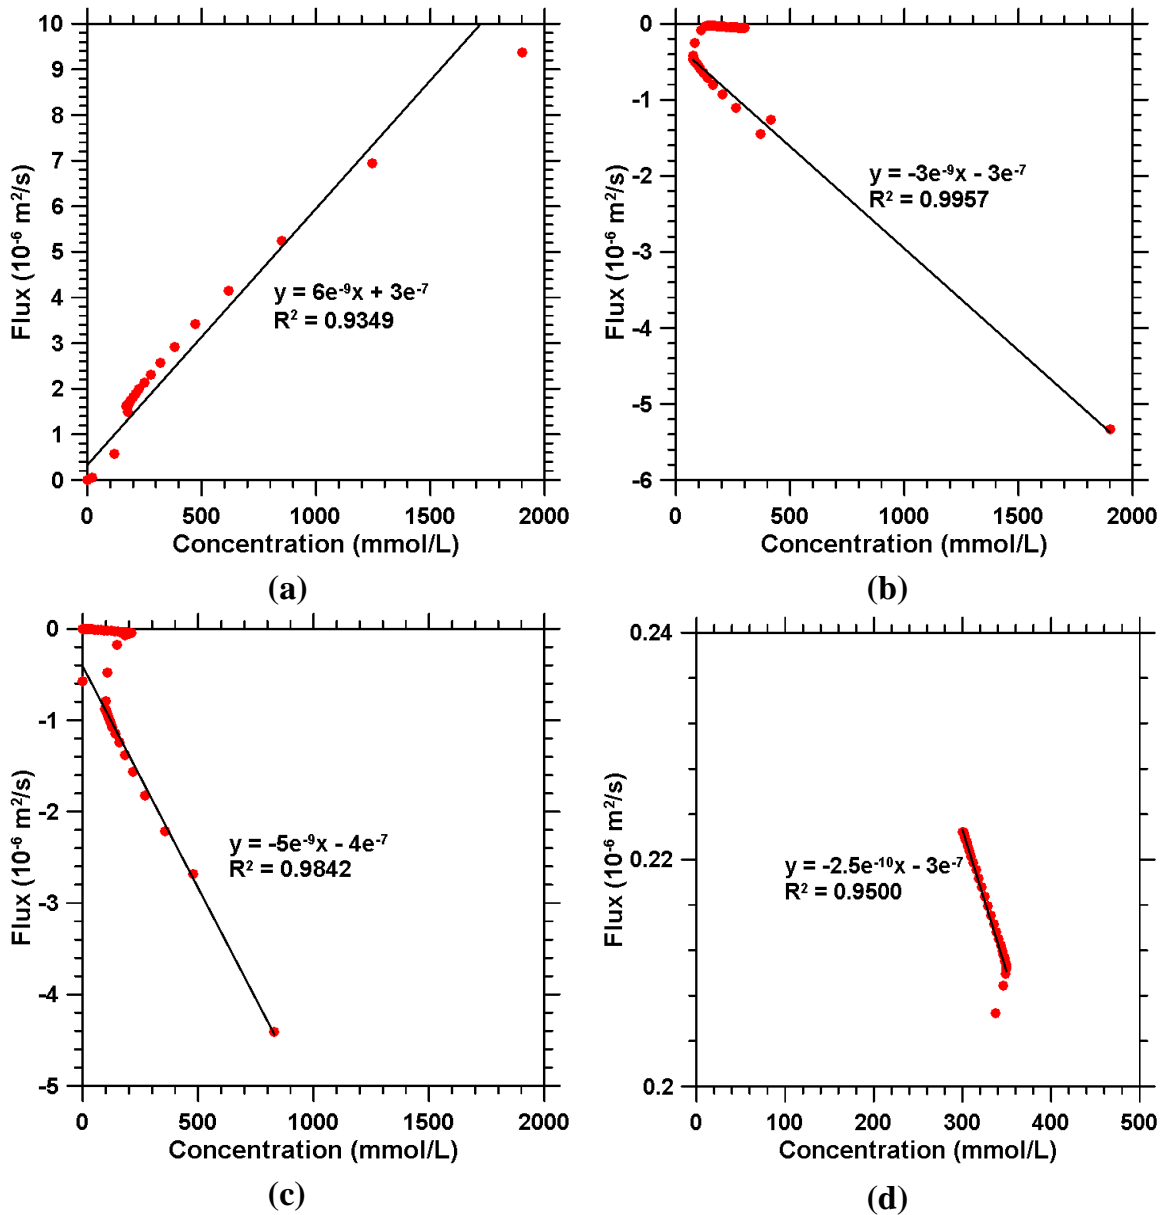 (a)
10
9
8
7
6
5
4
3
2
1
0
Flux (10⁻⁶ m²/s)
y = 6e⁻⁹x + 3e⁻⁷
R² = 0.9349
0 500 1000 1500 2000
Concentration (mmol/L)
(a)
(b)
0
-1
-2
-3
-4
-5
-6
Flux (10⁻⁶ m²/s)
y = -3e⁻⁹x - 3e⁻⁷
R² = 0.9957
0 500 1000 1500 2000
Concentration (mmol/L)
(b)
0
-1
-2
-3
-4
-5
Flux (10⁻⁶ m²/s)
y = -5e⁻⁹x - 4e⁻⁷
R² = 0.9842
0 500 1000 1500 2000
Concentration (mmol/L)
(c)
0.24
0.22
0.2
Flux (10⁻⁶ m²/s)
y = -2.5e⁻¹⁰x - 3e⁻⁷
R² = 0.9500
0 100 200 300 400 500
Concentration (mmol/L)
(d)